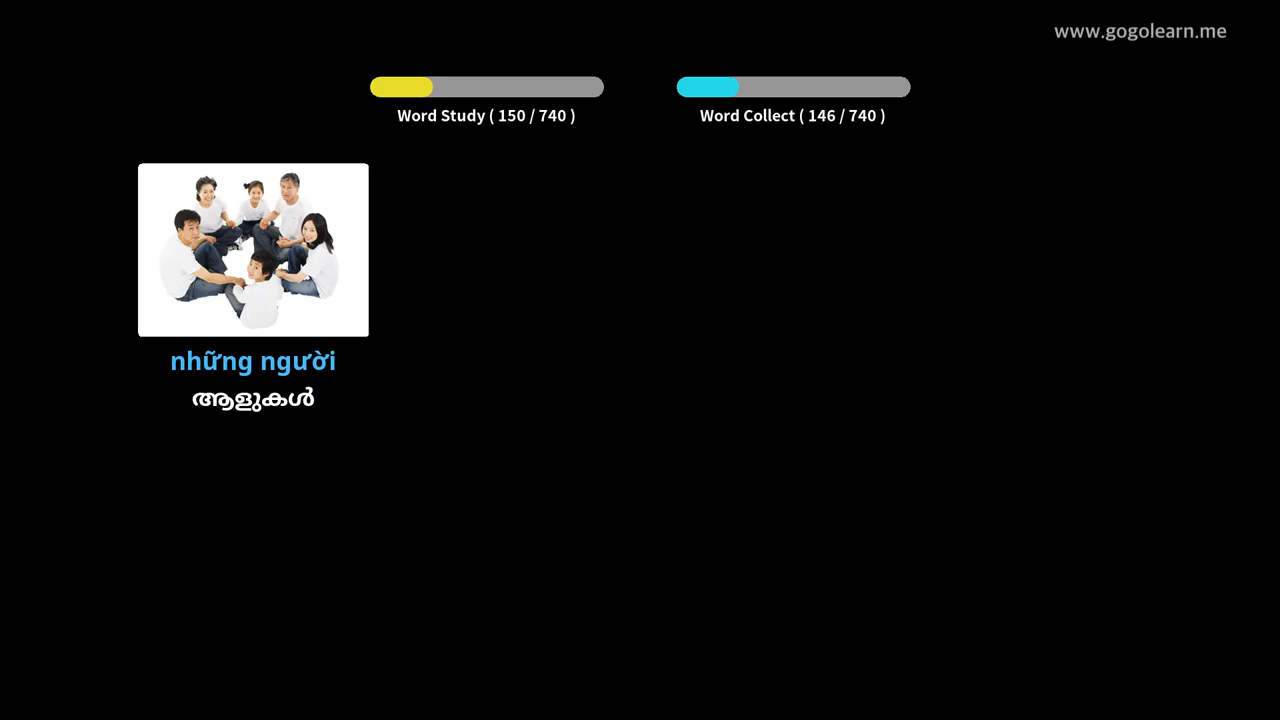 www.gogolearn.me
Word Study ( 150 / 740 )
Word Collect ( 146 / 740 )
những người
ആളുകൾ